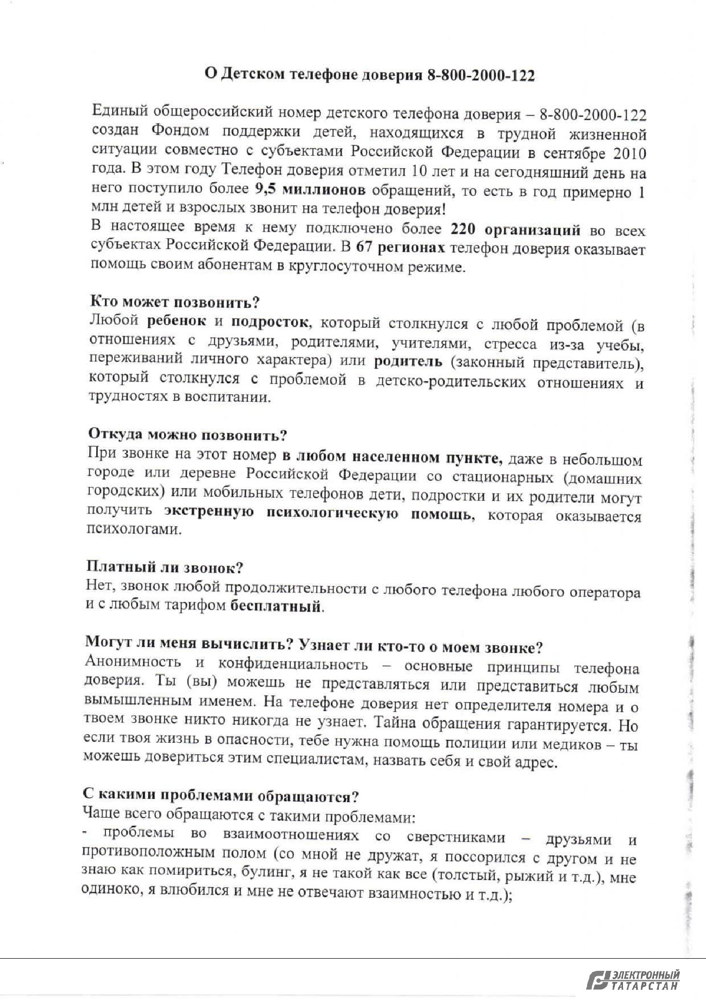 О Детском телефоне доверия 8-800-2000-122
Единый общероссийский номер детского телефона доверия – 8-800-2000-122
создан Фондом поддержки детей, находящихся в трудной жизненной
ситуации совместно с субъектами Российской Федерации в сентябре 2010
года. В этом году Телефон доверия отметил 10 лет и на сегодняшний день на
него поступило более 9,5 миллионов обращений, то есть в год примерно 1
млн детей и взрослых звонит на телефон доверия!
В настоящее время к нему подключено более 220 организаций во всех
субъектах Российской Федерации. В 67 регионах телефон доверия оказывает
помощь своим абонентам в круглосуточном режиме.
Кто может позвонить?
Любой ребенок и подросток, который столкнулся с любой проблемой (в
отношениях с друзьями, родителями, учителями, стресса из-за учебы,
переживаний личного характера) или родитель (законный представитель),
который столкнулся с проблемой в детско-родительских отношениях и
трудностях в воспитании.
Откуда можно позвонить?
При звонке на этот номер в любом населенном пункте, даже в небольшом
городе или деревне Российской Федерации со стационарных (домашних
городских) или мобильных телефонов дети, подростки и их родители могут
получить экстренную психологическую помощь, которая оказывается
психологами.
Платный ли звонок?
Нет, звонок любой продолжительности с любого телефона любого оператора
и с любым тарифом бесплатный.
Могут ли меня вычислить? Узнает ли кто-то о моем звонке?
Анонимность и конфиденциальность – основные принципы телефона
доверия. Ты (вы) можешь не представляться или представиться любым
вымышленным именем. На телефоне доверия нет определителя номера и о
твоем звонке никто никогда не узнает. Тайна обращения гарантируется. Но
если твоя жизнь в опасности, тебе нужна помощь полиции или медиков – ты
можешь довериться этим специалистам, назвать себя и свой адрес.
С какими проблемами обращаются?
Чаще всего обращаются с такими проблемами:
- проблемы во взаимоотношениях со сверстниками – друзьями и
противоположным полом (со мной не дружат, я поссорился с другом и не
знаю как помириться, булинг, я не такой как все (толстый, рыжий и т.д.), мне
одиноко, я влюбился и мне не отвечают взаимностью и т.д.);
ЭЛЕКТРОННЫЙ
ТАТАРСТАН